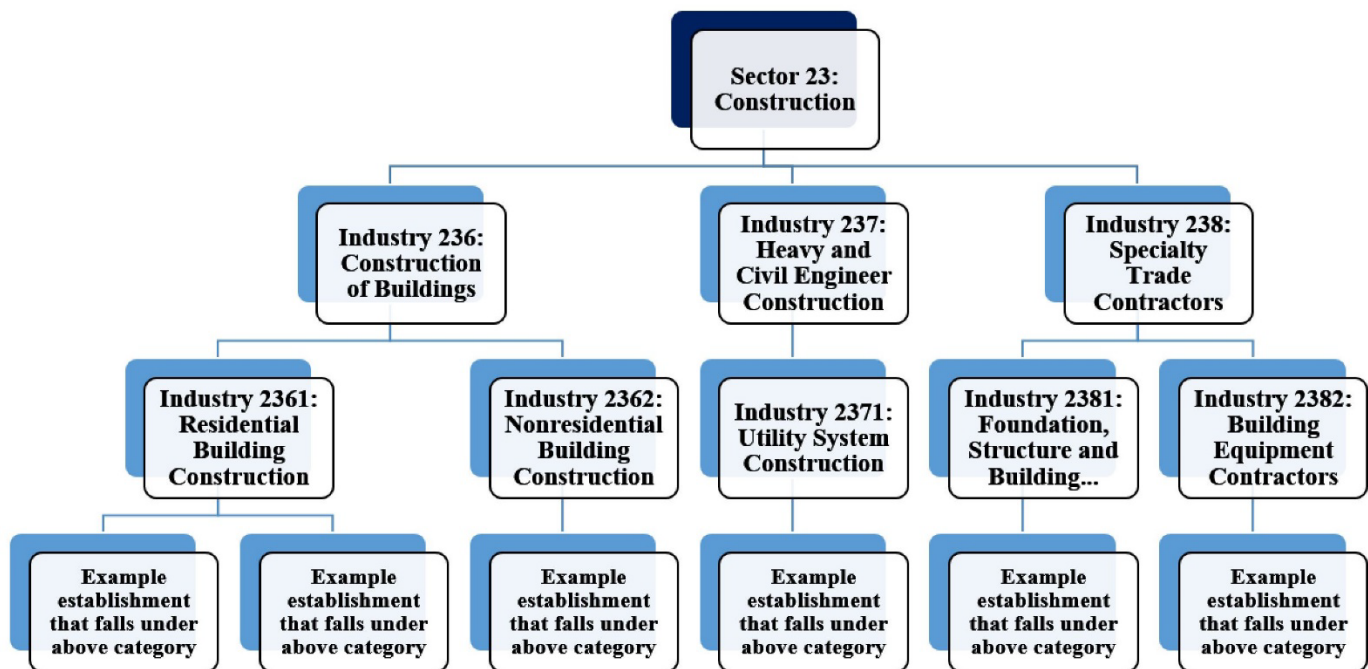 Sector 23:
Construction
Industry 236:
Construction
of Buildings
Industry 237:
Heavy and
Civil Engineer
Construction
Industry 238:
Specialty
Trade
Contractors
Industry 2361:
Residential
Building
Construction
Industry 2362:
Nonresidential
Building
Construction
Industry 2371:
Utility System
Construction
Industry 2381:
Foundation,
Structure and
Building...
Industry 2382:
Building
Equipment
Contractors
Example
establishment
that falls under
above category
Example
establishment
that falls under
above category
Example
establishment
that falls under
above category
Example
establishment
that falls under
above category
Example
establishment
that falls under
above category
Example
establishment
that falls under
above category